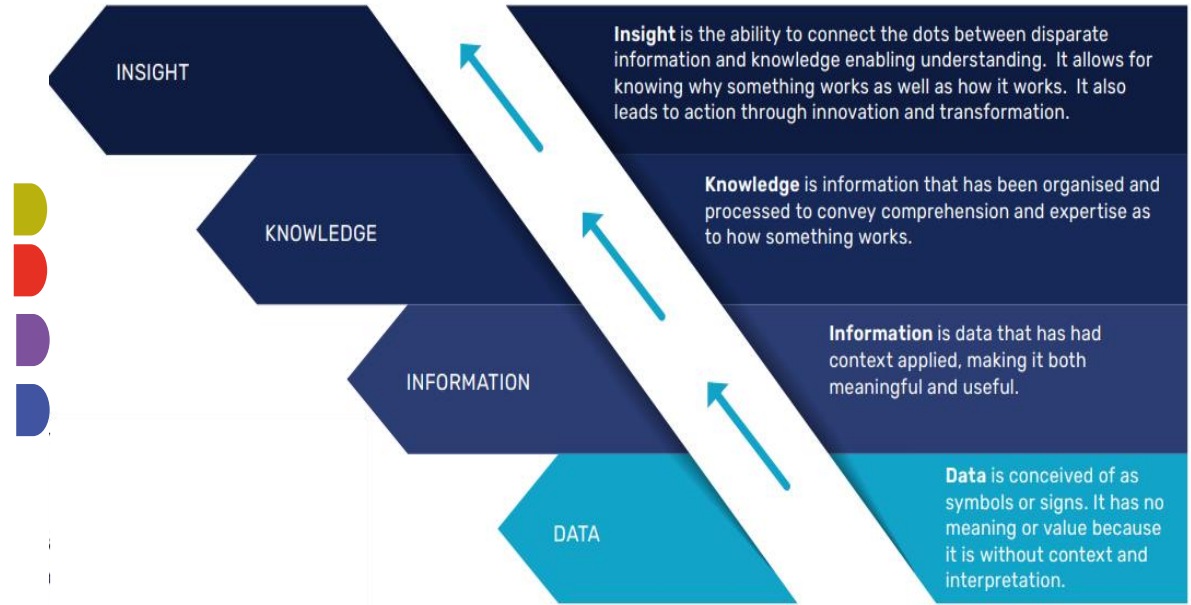 INSIGHT
Insight is the ability to connect the dots between disparate
information and knowledge enabling understanding. It allows for
knowing why something works as well as how it works. It also
leads to action through innovation and transformation.
KNOWLEDGE
Knowledge is information that has been organised and
processed to convey comprehension and expertise as
to how something works.
INFORMATION
Information is data that has had
context applied, making it both
meaningful and useful.
DATA
Data is conceived of as
symbols or signs. It has no
meaning or value because
it is without context and
interpretation.